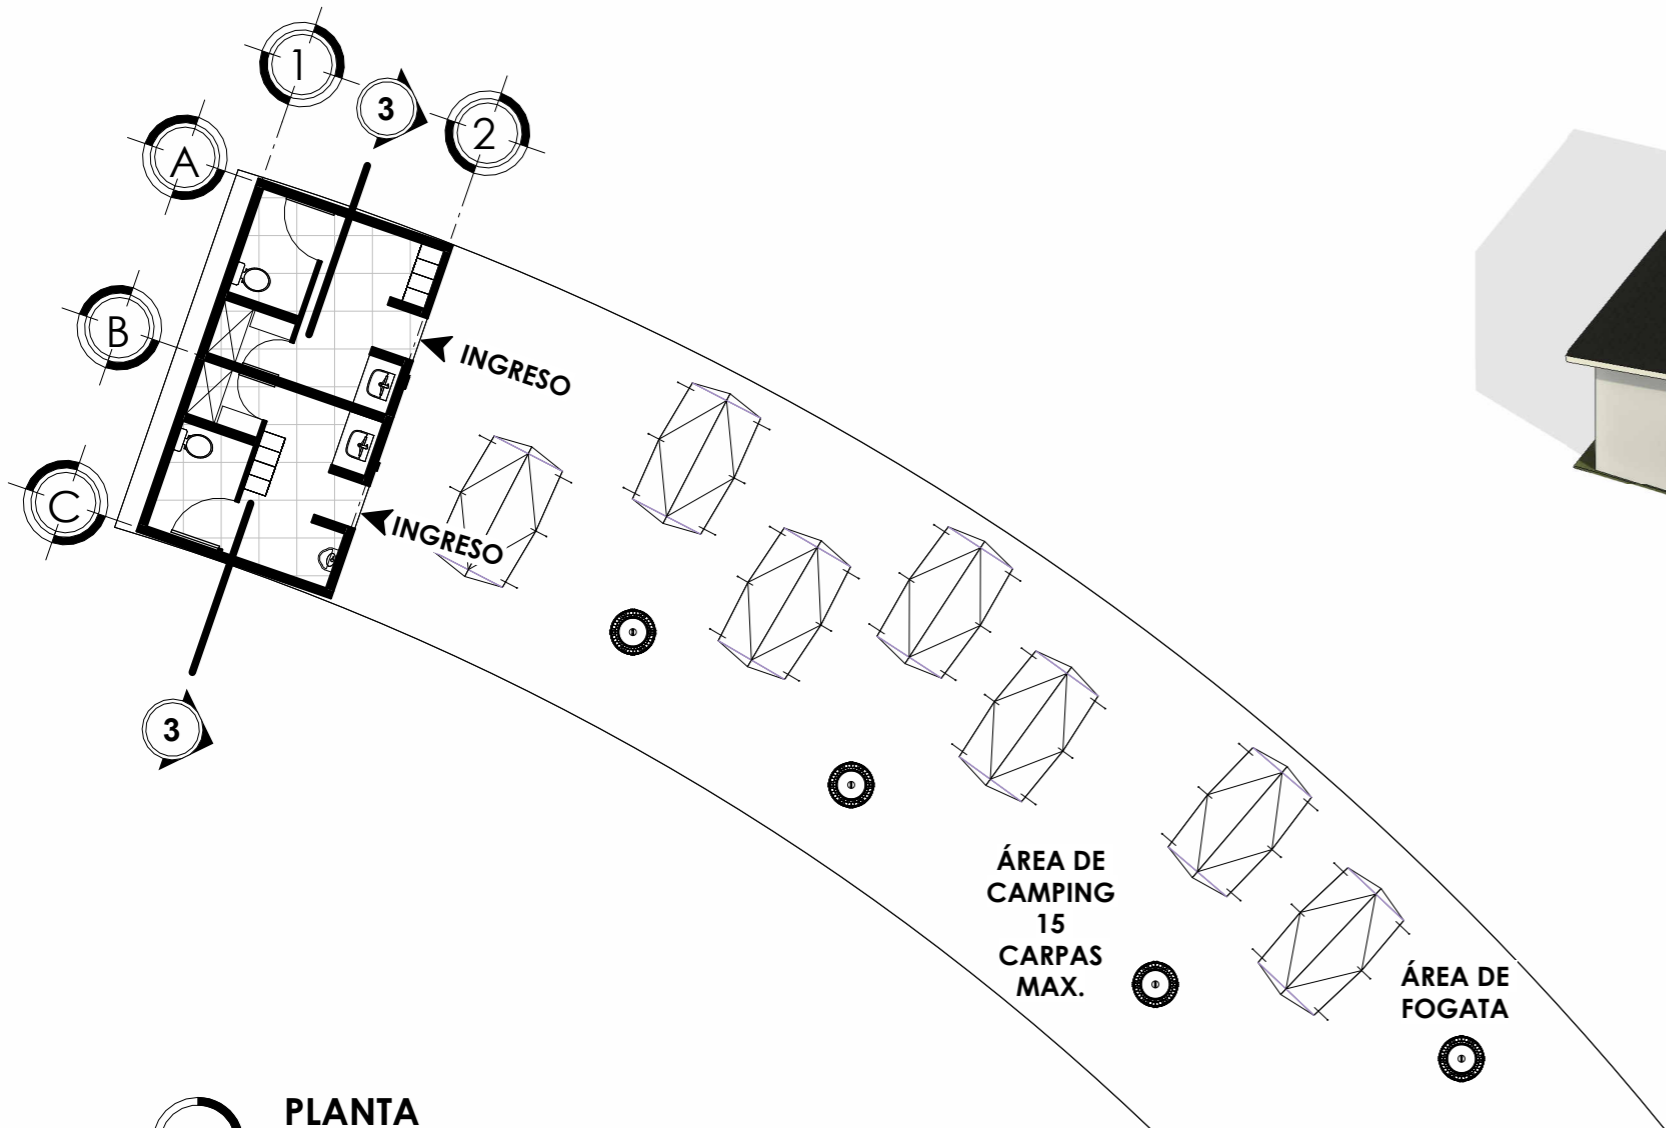 1
3
2
A
B
INGRESO
C
INGRESO
3
ÁREA DE
CAMPING
15
CARPAS
MAX.
ÁREA DE
FOGATA
PLANTA